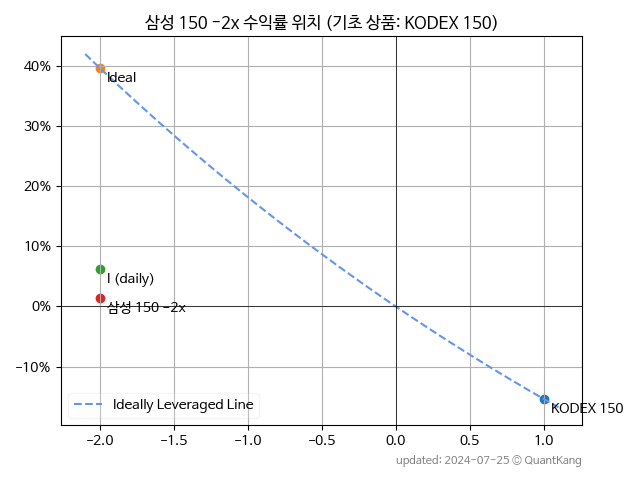 삼성 150 -2x 수익률 위치 (기초 상품: KODEX 150)
40%
30%
20%
10%
0%
-10%
Ideal
I (daily)
삼성 150 -2x
KODEX 150
Ideally Leveraged Line
-2.0 -1.5 -1.0 -0.5 0.0 0.5 1.0
updated: 2024-07-25 © QuantKang